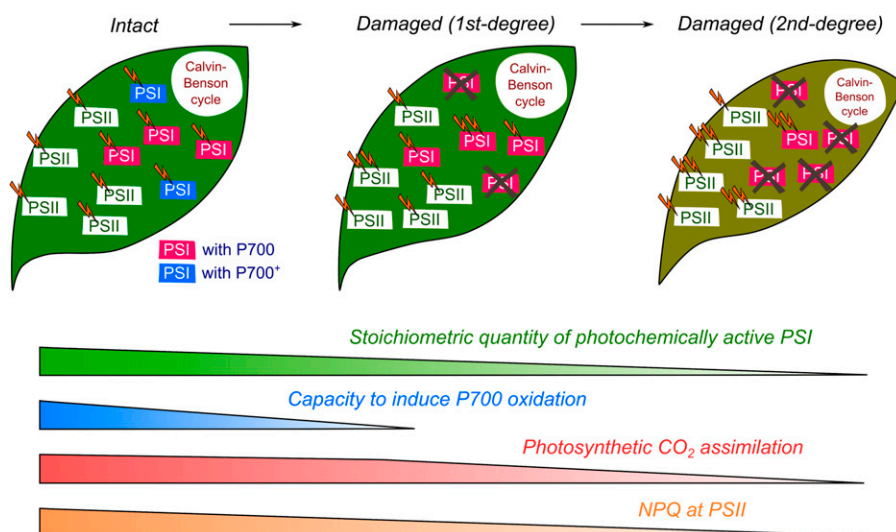 Intact
Damaged (1st-degree)
Damaged (2nd-degree)
Calvin-
Benson
cycle
PSI
PSII
PSI
PSI
PSI
PSII
PSII
PSI
PSII
PSII
PSII
Calvin-
Benson
cycle
PSI
PSII
PSI
PSI
PSI
PSII
PSII
PSI
PSII
PSII
Calvin-
Benson
cycle
PSI
PSII
PSI
PSI
PSII
PSII
PSI
PSI
PSII
PSII
PSI with P700
PSI with P700+
Stoichiometric quantity of photochemically active PSI
Capacity to induce P700 oxidation
Photosynthetic CO2 assimilation
NPQ at PSII